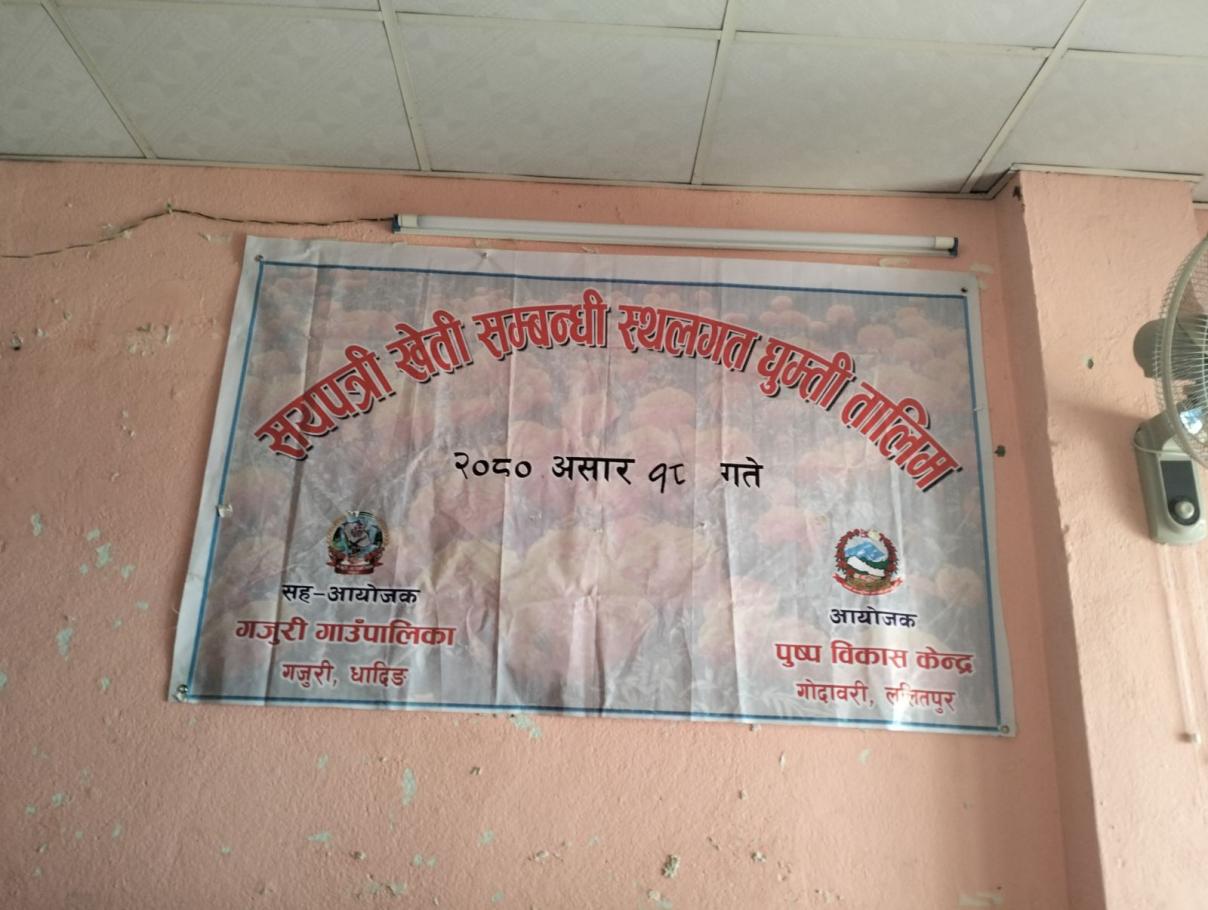 सयपत्री खेती सम्बन्धी स्थलगत घुम्ती तालिम
२०८० असार १८ गते
सह-आयोजक
गजुरी गाउँपालिका
गजुरी, धादिङ
आयोजक
पुष्प विकास केन्द्र
गोदावरी, ललितपुर